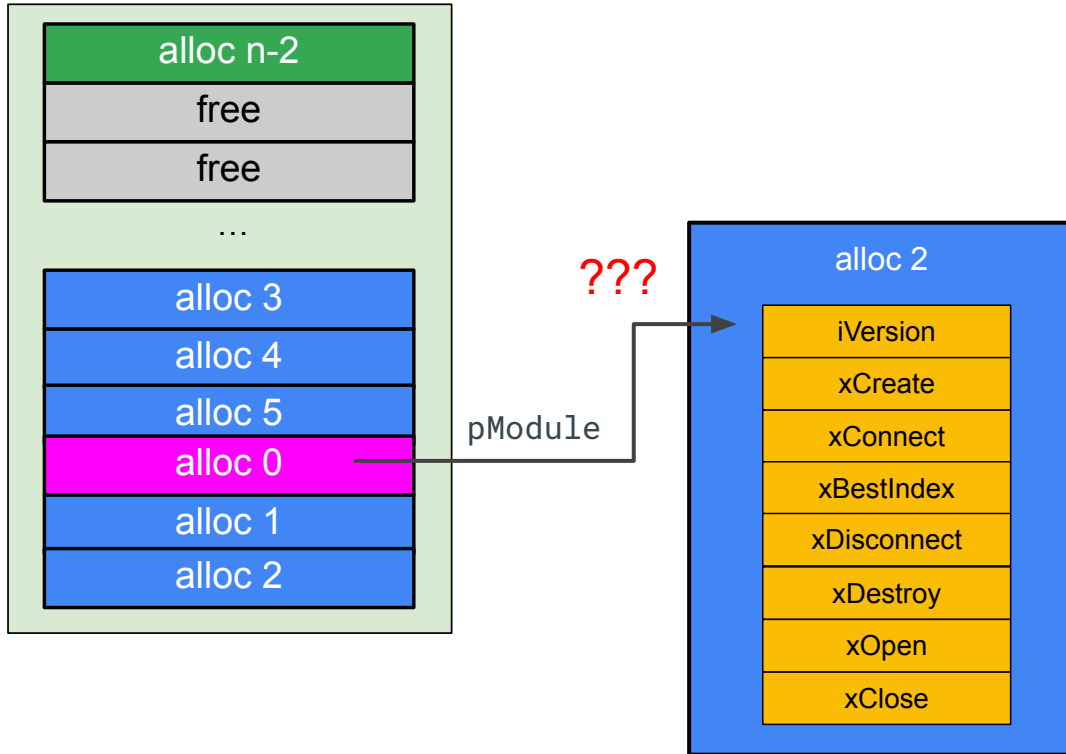 alloc n-2
free
free
...
alloc 3
alloc 4
alloc 5
alloc 0
alloc 1
alloc 2
pModule
???
alloc 2
iVersion
xCreate
xConnect
xBestIndex
xDisconnect
xDestroy
xOpen
xClose